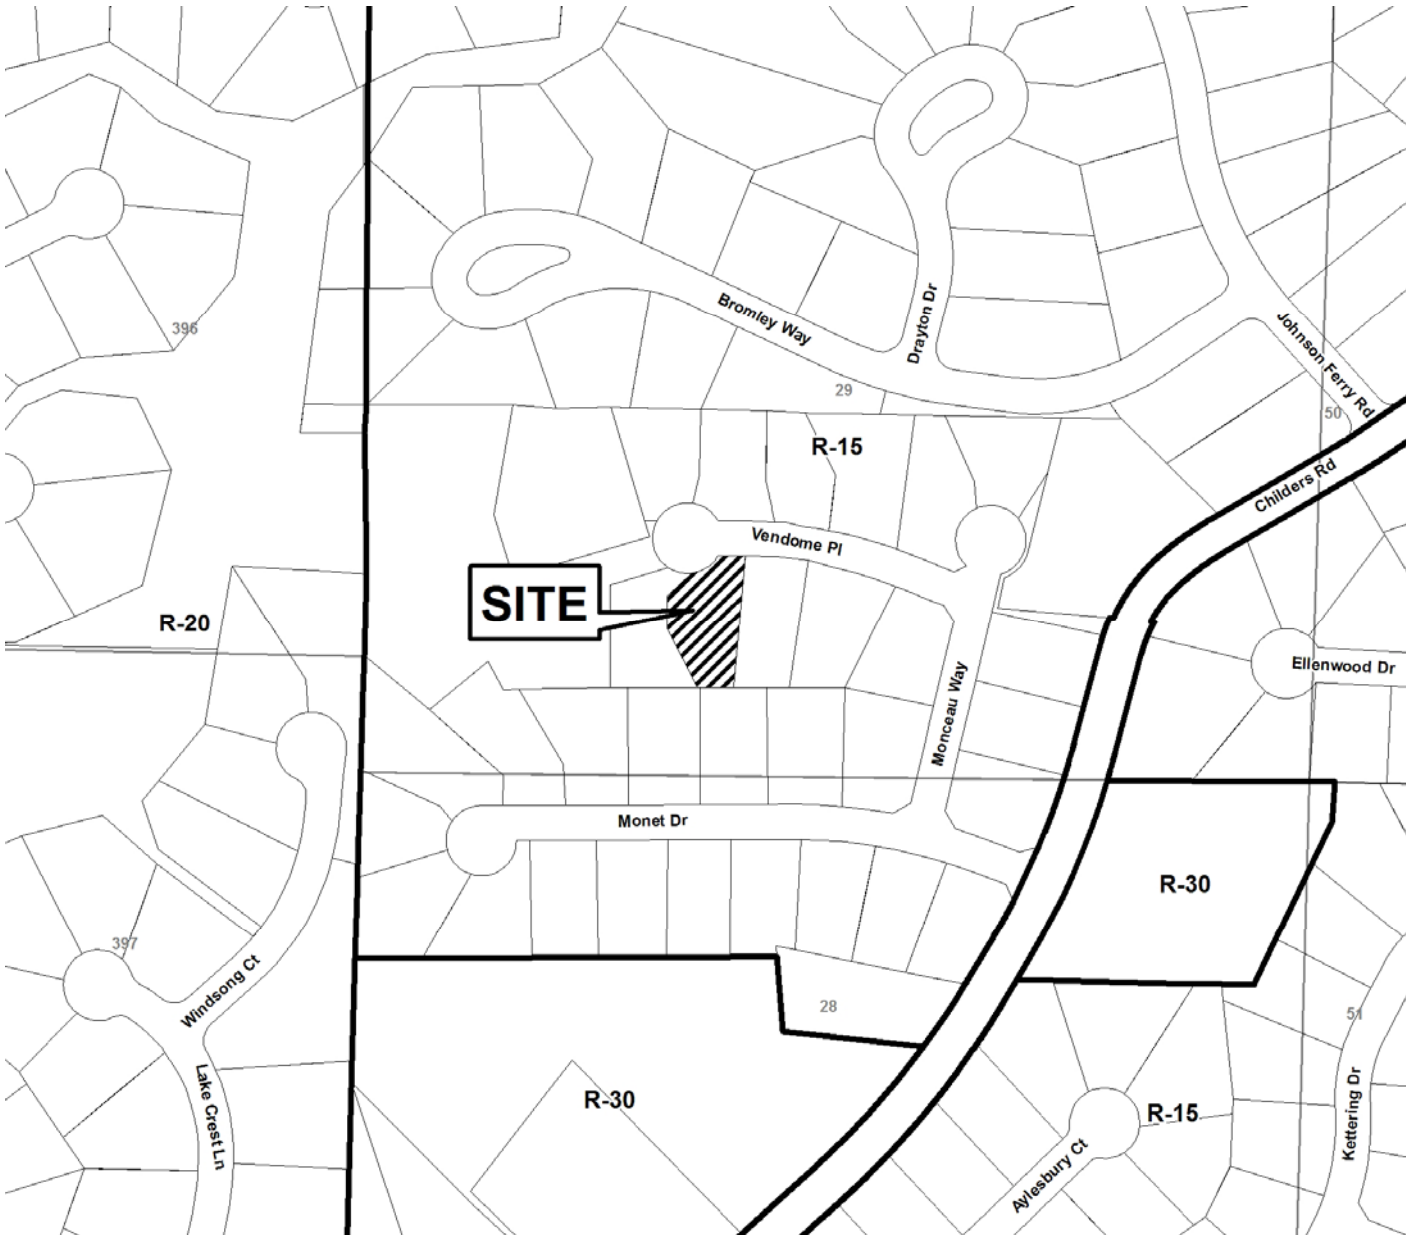 Bromley Way
Drayton Dr
Johnson Ferry Rd
396
29
50
R-15
Childers Rd
Vendome Pl
SITE
R-20
Ellenwood Dr
Monceau Way
Monet Dr
R-30
397
Windsong Ct
28
51
Lake Crest Ln
R-30
R-15
Kettering Dr
Aylesbury Ct